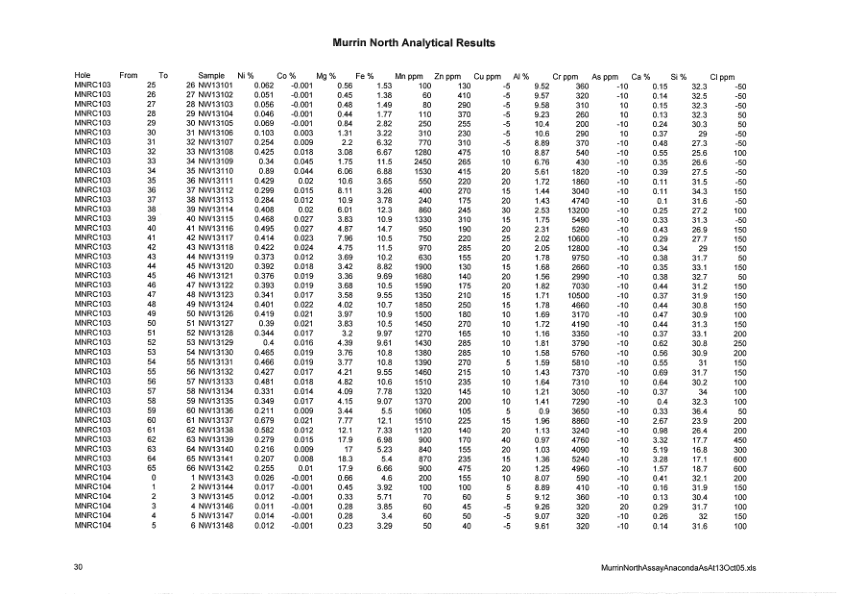 Murrin North Analytical Results
Hole From To Sample Ni % Co % Mg % Fe % Mn ppm Zn ppm Cu ppm Al % Cr ppm As ppm Ca % Si % Cl ppm
MNRC103 25 26 NW13101 0.062 -0.001 0.56 1.53 100 130 -5 9.52 360 -10 0.15 32.3 -50
MNRC103 26 27 NW13102 0.051 -0.001 0.45 1.38 60 410 -5 9.57 320 -10 0.14 32.5 -50
MNRC103 27 28 NW13103 0.056 -0.001 0.48 1.49 80 290 -5 9.58 310 10 0.15 32.3 -50
MNRC103 28 29 NW13104 0.046 -0.001 0.44 1.77 110 370 -5 9.23 260 10 0.13 32.3 50
MNRC103 29 30 NW13105 0.069 -0.001 0.84 2.82 250 255 -5 10.4 200 -10 0.24 30.3 50
MNRC103 30 31 NW13106 0.103 0.003 1.31 3.22 310 230 -5 10.6 290 10 0.37 29 -50
MNRC103 31 32 NW13107 0.254 0.009 2.2 6.32 770 310 -5 8.89 370 -10 0.48 27.3 -50
MNRC103 32 33 NW13108 0.425 0.018 3.08 6.67 1280 475 10 8.87 540 -10 0.55 25.6 100
MNRC103 33 34 NW13109 0.34 0.045 1.75 11.5 2450 265 10 6.76 430 -10 0.35 26.6 -50
MNRC103 34 35 NW13110 0.89 0.044 6.06 6.88 1530 415 20 5.61 1820 -10 0.39 27.5 -50
MNRC103 35 36 NW13111 0.429 0.02 10.6 3.65 550 220 20 1.72 1860 -10 0.11 31.5 -50
MNRC103 36 37 NW13112 0.299 0.015 8.11 3.26 400 270 15 1.44 3040 -10 0.11 34.3 150
MNRC103 37 38 NW13113 0.284 0.012 10.9 3.78 240 175 20 1.43 4740 -10 0.1 31.6 -50
MNRC103 38 39 NW13114 0.408 0.02 6.01 12.3 860 245 30 2.53 13200 -10 0.25 27.2 100
MNRC103 39 40 NW13115 0.468 0.027 3.83 10.9 1330 310 15 1.75 5490 -10 0.33 31.3 -50
MNRC103 40 41 NW13116 0.495 0.027 4.87 14.7 950 190 20 2.31 5260 -10 0.43 26.9 150
MNRC103 41 42 NW13117 0.414 0.023 7.96 10.5 750 220 25 2.02 10600 -10 0.29 27.7 150
MNRC103 42 43 NW13118 0.422 0.024 4.75 11.5 970 285 20 2.05 12800 -10 0.34 29 150
MNRC103 43 44 NW13119 0.373 0.012 3.69 10.2 630 155 20 1.78 9750 -10 0.38 31.7 50
MNRC103 44 45 NW13120 0.392 0.018 3.42 8.82 1900 130 15 1.68 2660 -10 0.35 33.1 150
MNRC103 45 46 NW13121 0.376 0.019 3.36 9.69 1680 140 20 1.56 2990 -10 0.38 32.7 50
MNRC103 46 47 NW13122 0.393 0.019 3.68 10.5 1590 175 20 1.82 7030 -10 0.44 31.2 150
MNRC103 47 48 NW13123 0.341 0.017 3.58 9.55 1350 210 15 1.71 10500 -10 0.37 31.9 150
MNRC103 48 49 NW13124 0.401 0.022 4.02 10.7 1850 250 15 1.78 4660 -10 0.44 30.8 150
MNRC103 49 50 NW13126 0.419 0.021 3.97 10.9 1500 180 10 1.69 3170 -10 0.47 30.9 100
MNRC103 50 51 NW13127 0.39 0.021 3.83 10.5 1450 270 10 1.72 4190 -10 0.44 31.3 150
MNRC103 51 52 NW13128 0.344 0.017 3.2 9.97 1270 165 10 1.16 3350 -10 0.37 33.1 200
MNRC103 52 53 NW13129 0.4 0.016 4.39 9.61 1430 285 10 1.81 3790 -10 0.62 30.8 250
MNRC103 53 54 NW13130 0.465 0.019 3.76 10.8 1380 285 10 1.58 5760 -10 0.56 30.9 200
MNRC103 54 55 NW13131 0.466 0.019 3.77 10.8 1390 270 5 1.59 5810 -10 0.55 31 150
MNRC103 55 56 NW13132 0.427 0.017 4.21 9.55 1460 215 10 1.43 7370 -10 0.69 31.7 150
MNRC103 56 57 NW13133 0.481 0.018 4.82 10.6 1510 235 10 1.64 7310 10 0.64 30.2 100
MNRC103 57 58 NW13134 0.331 0.014 4.09 7.78 1320 145 10 1.21 3050 -10 0.37 34 100
MNRC103 58 59 NW13135 0.349 0.017 4.15 9.07 1370 200 10 1.41 7290 -10 0.4 32.3 100
MNRC103 59 60 NW13136 0.211 0.009 3.44 5.5 1060 105 5 0.9 3650 -10 0.33 36.4 50
MNRC103 60 61 NW13137 0.679 0.021 7.77 12.1 1510 225 15 1.96 8860 -10 2.67 23.9 200
MNRC103 61 62 NW13138 0.582 0.012 12.1 7.33 1120 140 20 1.13 3240 -10 0.98 26.4 200
MNRC103 62 63 NW13139 0.279 0.015 17.9 6.98 900 170 40 0.97 4760 -10 3.32 17.7 450
MNRC103 63 64 NW13140 0.216 0.009 17 5.23 840 155 20 1.03 4090 10 5.19 16.8 300
MNRC103 64 65 NW13141 0.207 0.008 18.3 5.4 870 235 15 1.36 5240 -10 3.28 17.1 600
MNRC103 65 66 NW13142 0.255 0.01 17.9 6.66 900 475 20 1.25 4960 -10 1.57 18.7 600
MNRC104 0 1 NW13143 0.026 -0.001 0.66 4.6 200 155 10 8.07 590 -10 0.41 32.1 200
MNRC104 1 2 NW13144 0.017 -0.001 0.45 3.92 100 100 5 8.89 410 -10 0.16 31.9 150
MNRC104 2 3 NW13145 0.012 -0.001 0.33 5.71 70 60 5 9.12 360 -10 0.13 30.4 100
MNRC104 3 4 NW13146 0.011 -0.001 0.28 3.85 60 45 -5 9.26 320 20 0.29 31.7 100
MNRC104 4 5 NW13147 0.014 -0.001 0.28 3.4 60 50 -5 9.07 320 -10 0.26 32 150
MNRC104 5 6 NW13148 0.012 -0.001 0.23 3.29 50 40 -5 9.61 320 -10 0.14 31.6 100
30 MurrinNorthAssayAnacondaAsAt13Oct05.xls